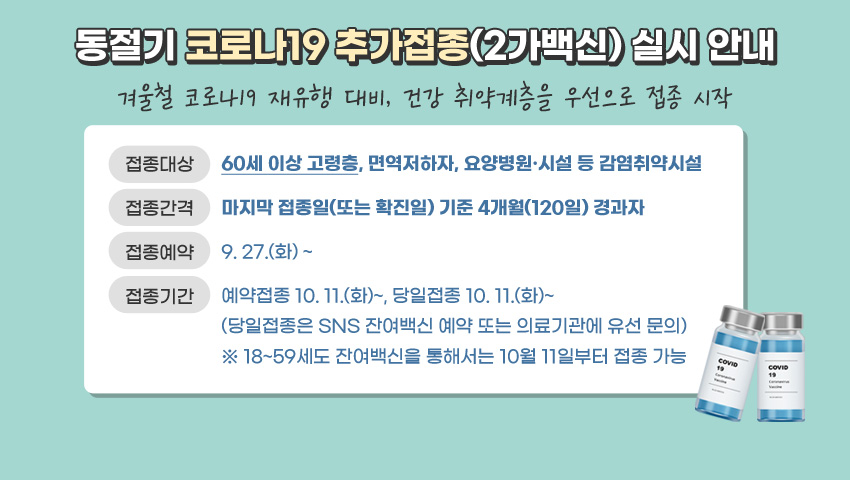 동절기 코로나19 추가접종(2가백신) 실시 안내
겨울철 코로나19 재유행 대비, 건강 취약계층을 우선으로 접종 시작
접종대상 60세 이상 고령층, 면역저하자, 요양병원·시설 등 감염취약시설
접종간격 마지막 접종일(또는 확진일) 기준 4개월(120일) 경과자
접종예약 9. 27.(화) ~
접종기간 예약접종 10. 11.(화)~, 당일접종 10. 11.(화)~
(당일접종은 SNS 잔여백신 예약 또는 의료기관에 유선 문의)
※ 18~59세도 잔여백신을 통해서는 10월 11일부터 접종 가능
COVID
19
Coronavirus
Vaccine
COVID
19
Coronavirus
Vaccine